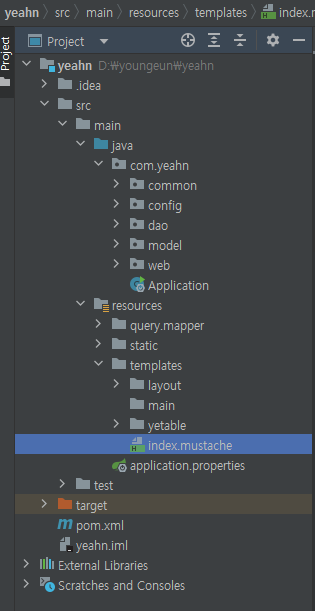 yeahn 〉 src 〉 main 〉 resources 〉 templates 〉 index.
Project
Project
yeahn D:₩youngeun₩yeahn
.idea
src
main
java
com.yeahn
common
config
dao
model
web
Application
resources
query.mapper
static
templates
layout
main
yetable
index.mustache
application.properties
test
target
pom.xml
yeahn.iml
External Libraries
Scratches and Consoles